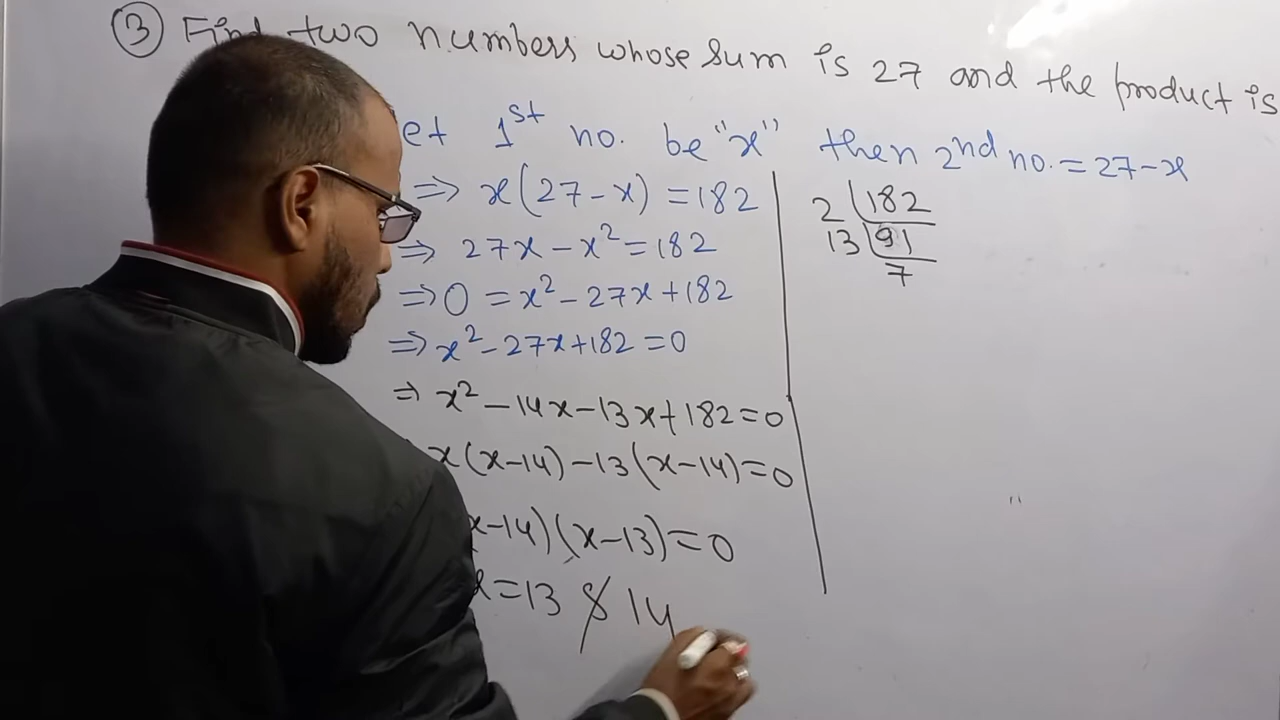 ③ Find two numbers whose sum is 27 and the product is
et 1st no. be "x" then 2nd no. = 27-x
⇒ x(27-x) = 182
⇒ 27x - x² = 182
⇒ 0 = x² - 27x + 182
⇒ x² - 27x + 182 = 0
⇒ x² - 14x - 13x + 182 = 0
x(x-14) - 13(x-14) = 0
x-14)(x-13) = 0
x = 13 & 14
2 | 182
13 | 91
7